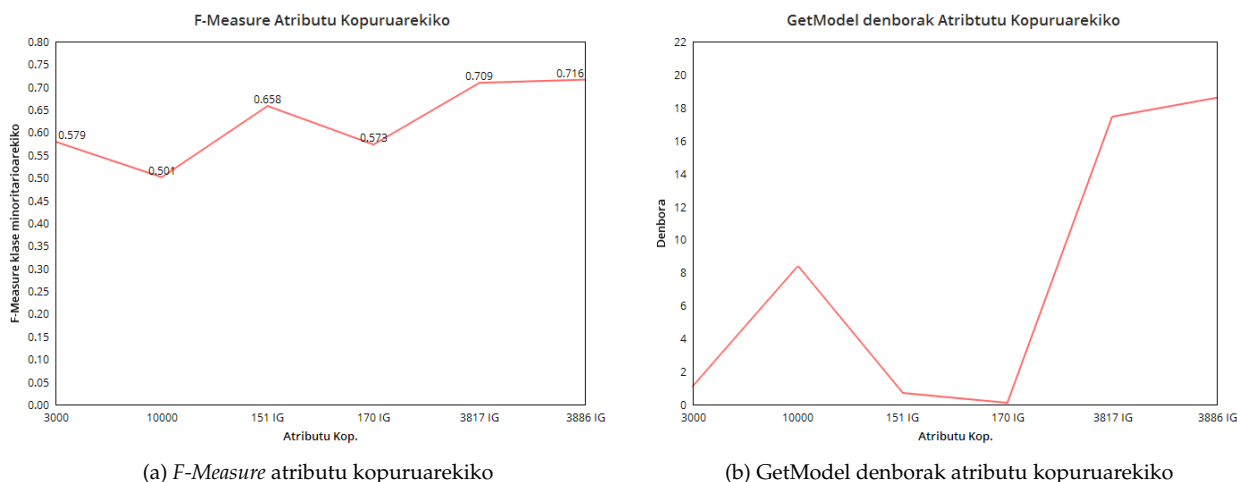 F-Measure Atributu Kopuruarekiko
F-Measure klase minoritarioarekiko
0.80
0.75
0.70
0.65
0.60
0.55
0.50
0.45
0.40
0.35
0.30
0.25
0.20
0.15
0.10
0.05
0.00
0.579
0.501
0.658
0.573
0.709
0.716
3000
10000
151 IG
170 IG
3817 IG
3886 IG
Atributu Kop.
(a) F-Measure atributu kopuruarekiko
GetModel denborak Atribtutu Kopuruarekiko
Denbora
22
20
18
16
14
12
10
8
6
4
2
0
3000
10000
151 IG
170 IG
3817 IG
3886 IG
Atributu Kop.
(b) GetModel denborak atributu kopuruarekiko